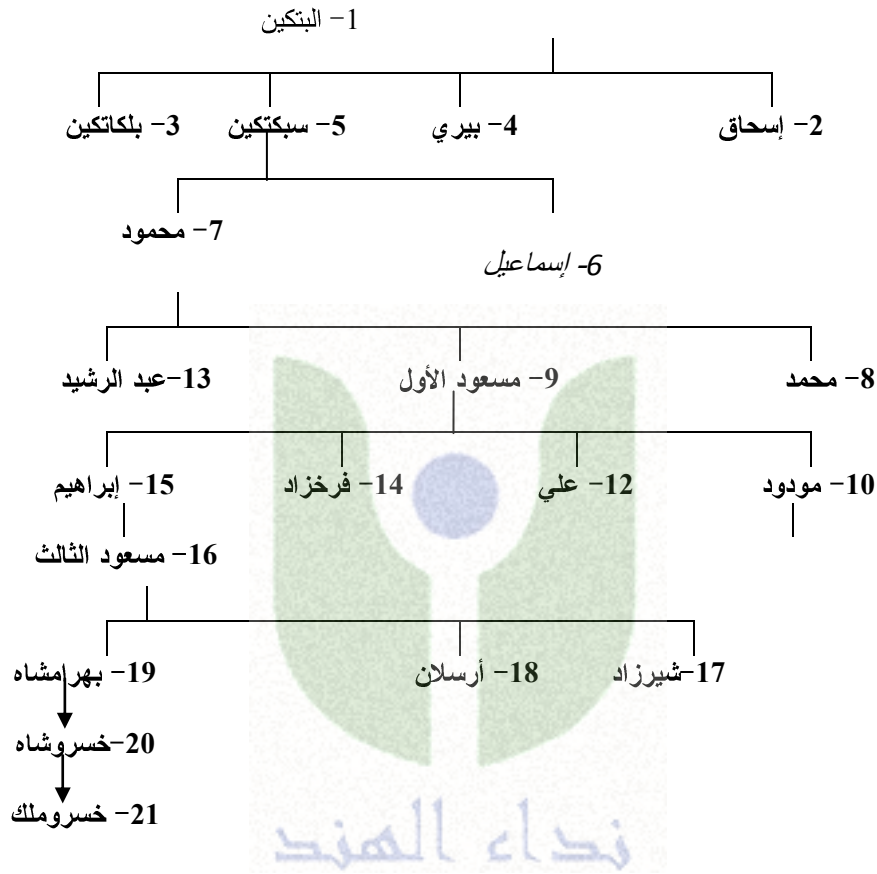 1- البتكين
2- إسحاق 4- بيري 5- سبكتكين 3- بلكاتكين
7- محمود
6- إسماعيل
8- محمد 9- مسعود الأول 13-عبد الرشيد
10- مودود 12- علي 14- فرخزاد 15- إبراهيم
16- مسعود الثالث
17-شيرزاد 18- أرسلان 19- بهرامشاه
20-خسروشاه
21- خسروملك
نداء الهند